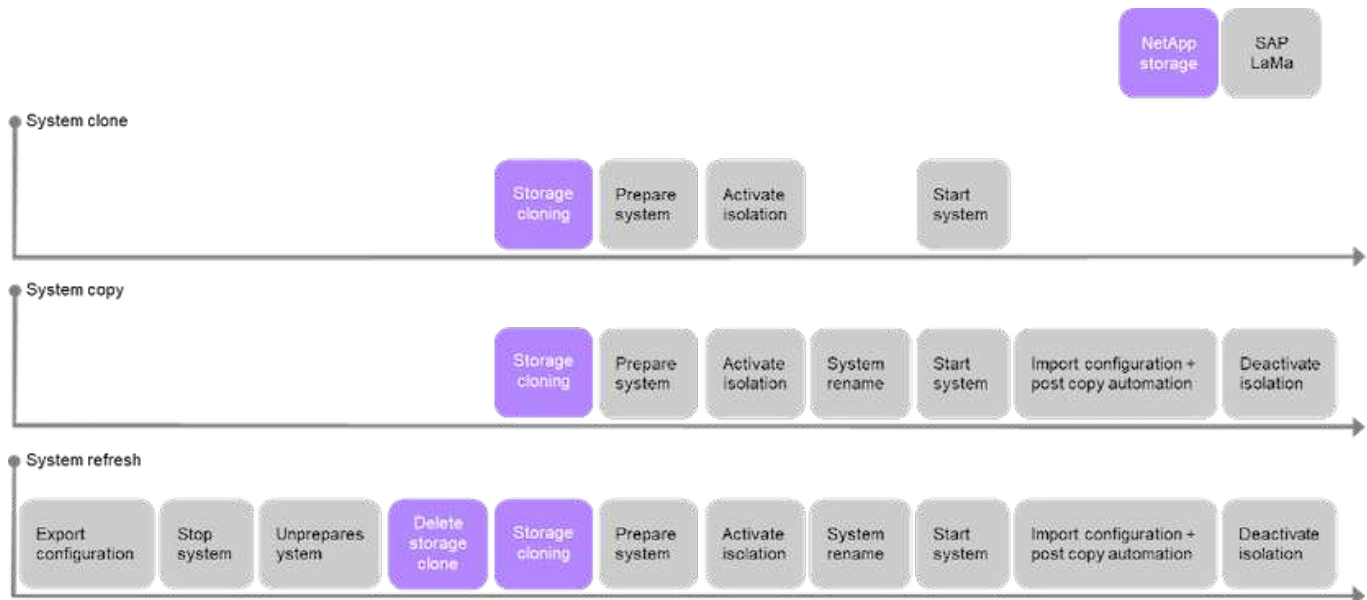 NetApp
storage
SAP
LaMa
System clone
Storage
cloning
Prepare
system
Activate
isolation
Start
system
System copy
Storage
cloning
Prepare
system
Activate
isolation
System
rename
Start
system
Import configuration +
post copy automation
Deactivate
isolation
System refresh
Export
configuration
Stop
system
Unprepares
ystem
Delete
storage
clone
Storage
cloning
Prepare
system
Activate
isolation
System
rename
Start
system
Import configuration +
post copy automation
Deactivate
isolation